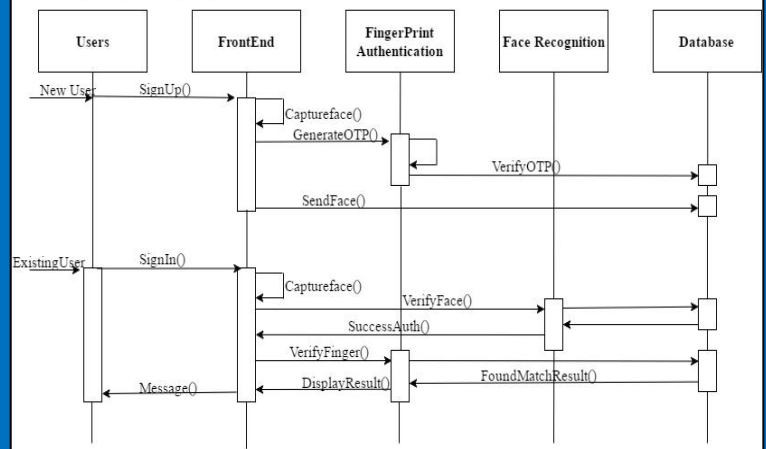 Users
FrontEnd
FingerPrint
Authentication
Face Recognition
Database
New User
SignUp()
Captureface()
GenerateOTP()
VerifyOTP()
SendFace()
ExistingUser
SignIn()
Captureface()
VerifyFace()
SuccessAuth()
VerifyFinger()
FoundMatchResult()
DisplayResult()
Message()